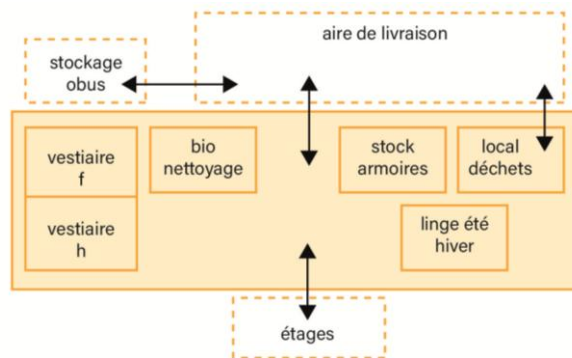 aire de livraison
stockage
obus
vestiaire
f
bio
nettoyage
stock
armoires
local
déchets
vestiaire
h
linge été
hiver
étages